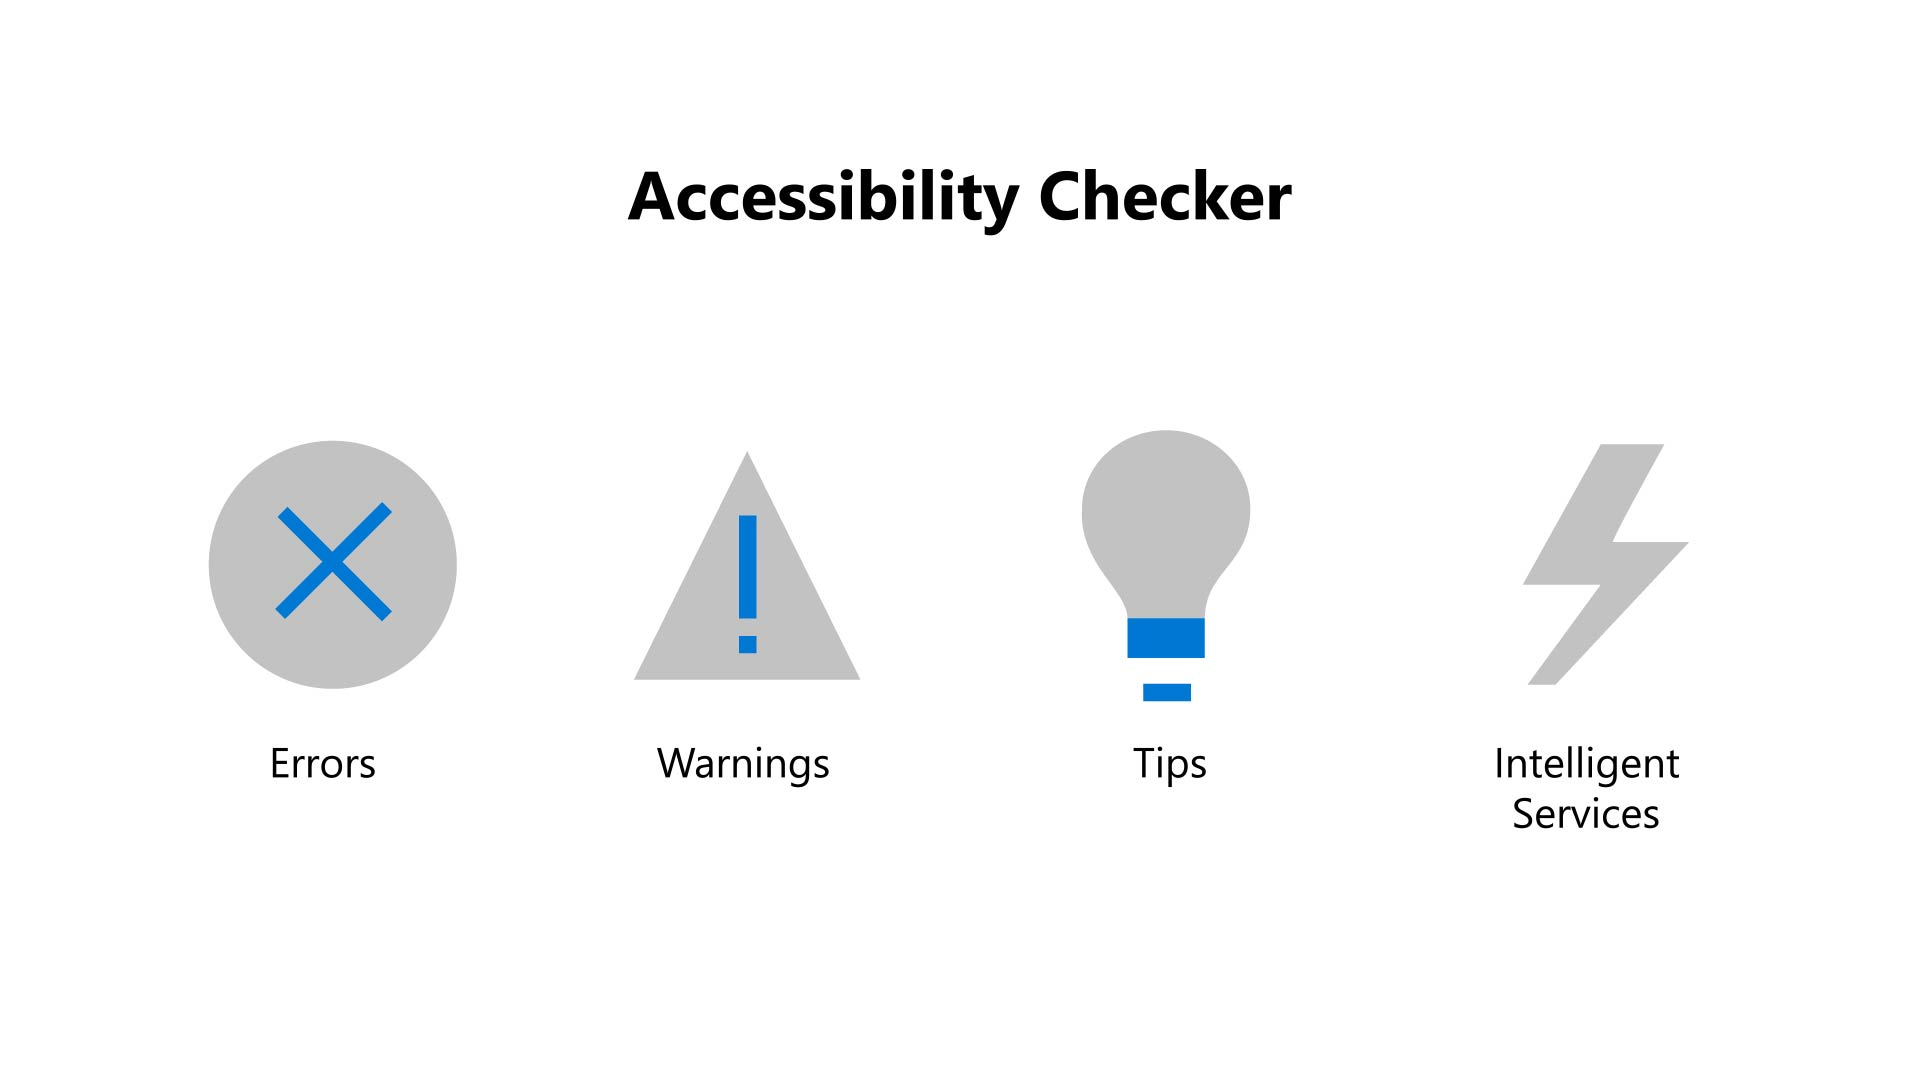 Accessibility Checker
Errors
Warnings
Tips
Intelligent
Services